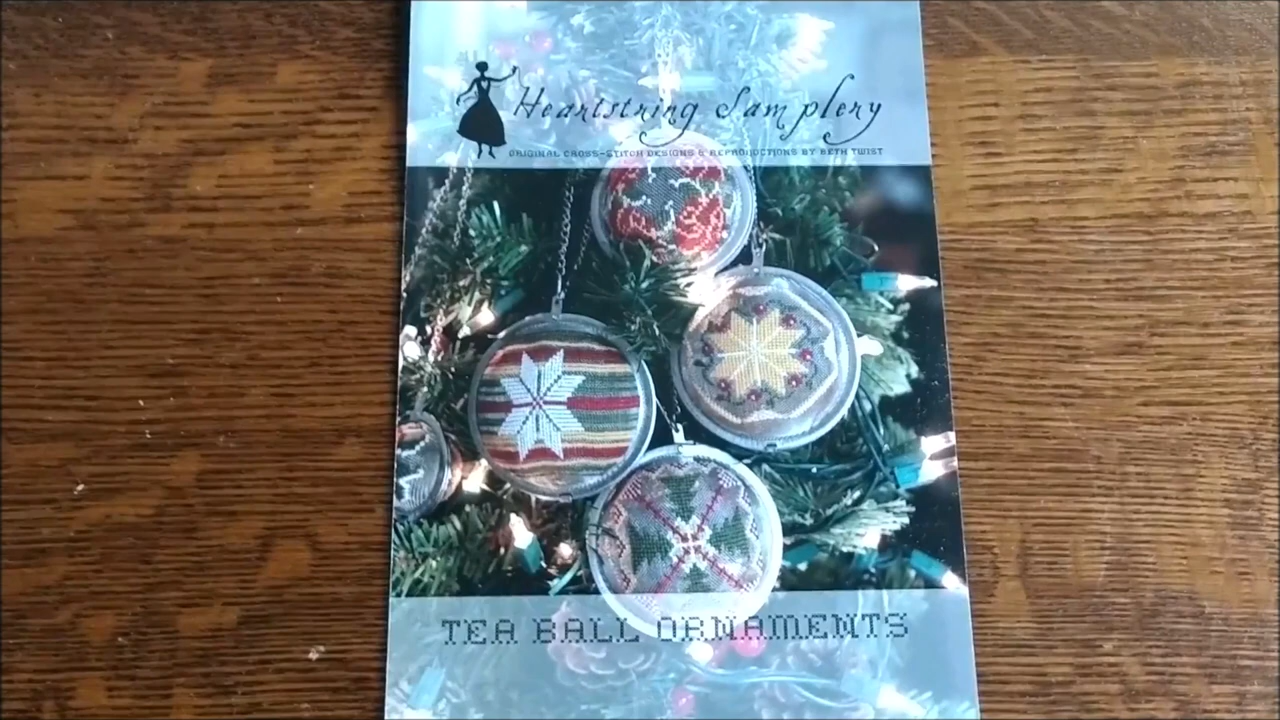 Heartstring Samplery
ORIGINAL CROSS-STITCH DESIGNS & REPRODUCTIONS BY BETH TWIST
TEA BALL ORNAMENTS